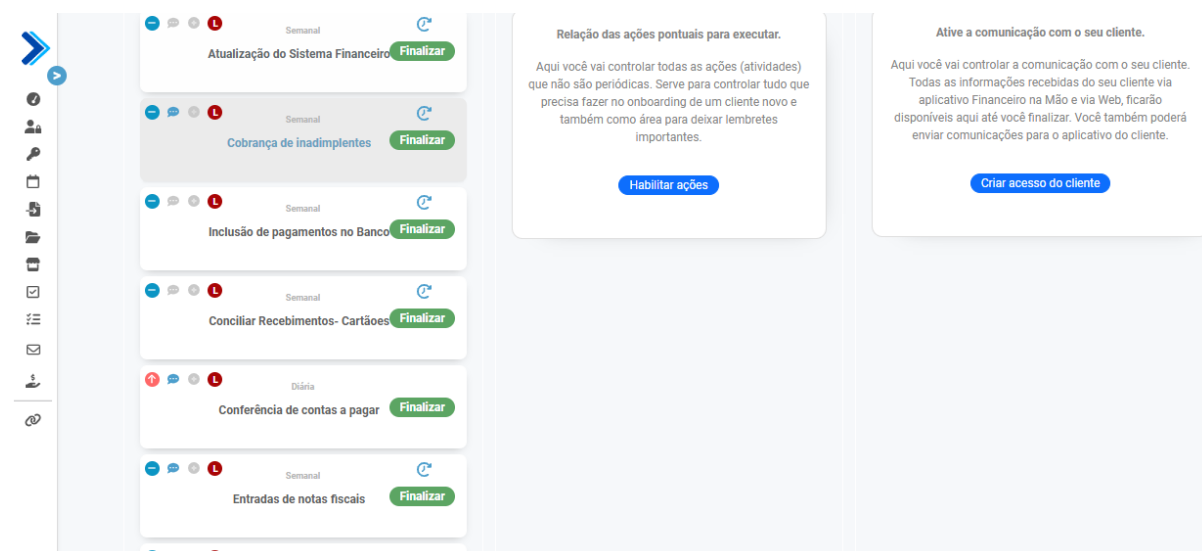 L
Semanal
Atualização do Sistema Financeiro
Finalizar
L
Semanal
Cobrança de inadimplentes
Finalizar
L
Semanal
Inclusão de pagamentos no Banco
Finalizar
L
Semanal
Conciliar Recebimentos- Cartãoes
Finalizar
L
Diária
Conferência de contas a pagar
Finalizar
L
Semanal
Entradas de notas fiscais
Finalizar
Relação das ações pontuais para executar.
Aqui você vai controlar todas as ações (atividades)
que não são periódicas. Serve para controlar tudo que
precisa fazer no onboarding de um cliente novo e
também como área para deixar lembretes
importantes.
Habilitar ações
Ative a comunicação com o seu cliente.
Aqui você vai controlar a comunicação com o seu cliente.
Todas as informações recebidas do seu cliente via
aplicativo Financeiro na Mão e via Web, ficarão
disponíveis aqui até você finalizar. Você também poderá
enviar comunicações para o aplicativo do cliente.
Criar acesso do cliente